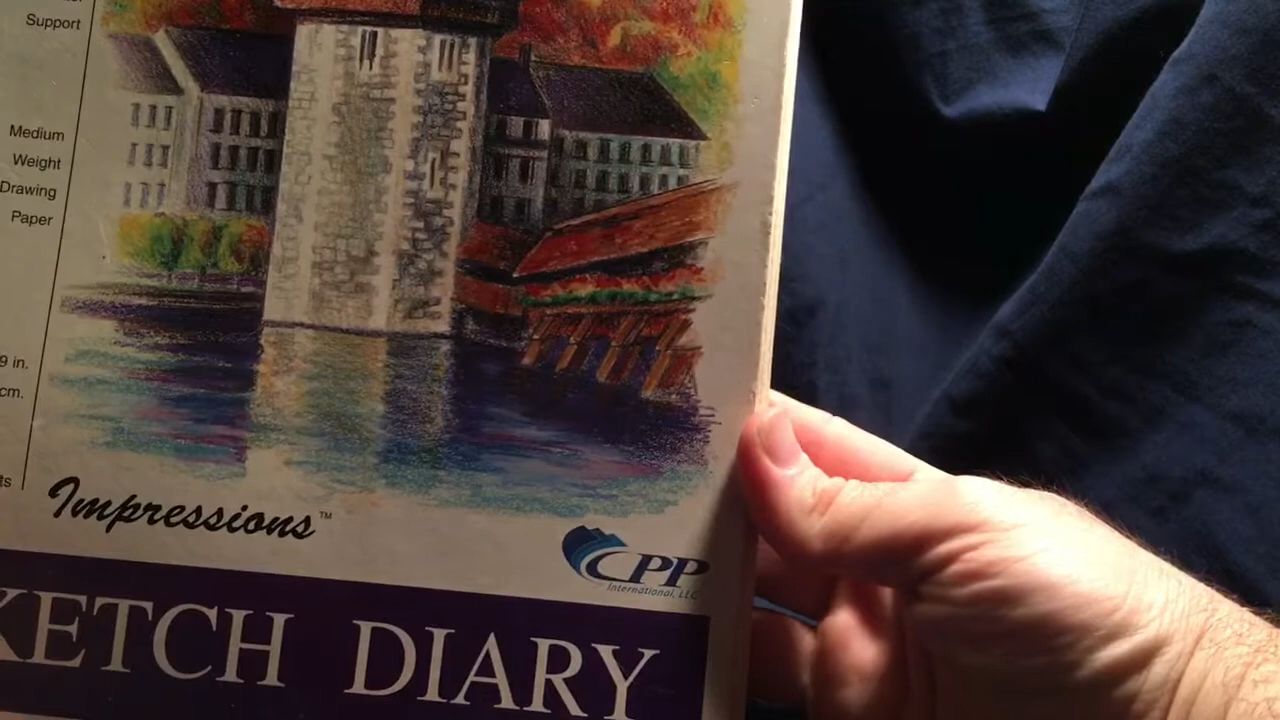 Support
Medium
Weight
Drawing
Paper
9 in.
cm.
Impressions™
CPP
International, LLC
KETCH DIARY